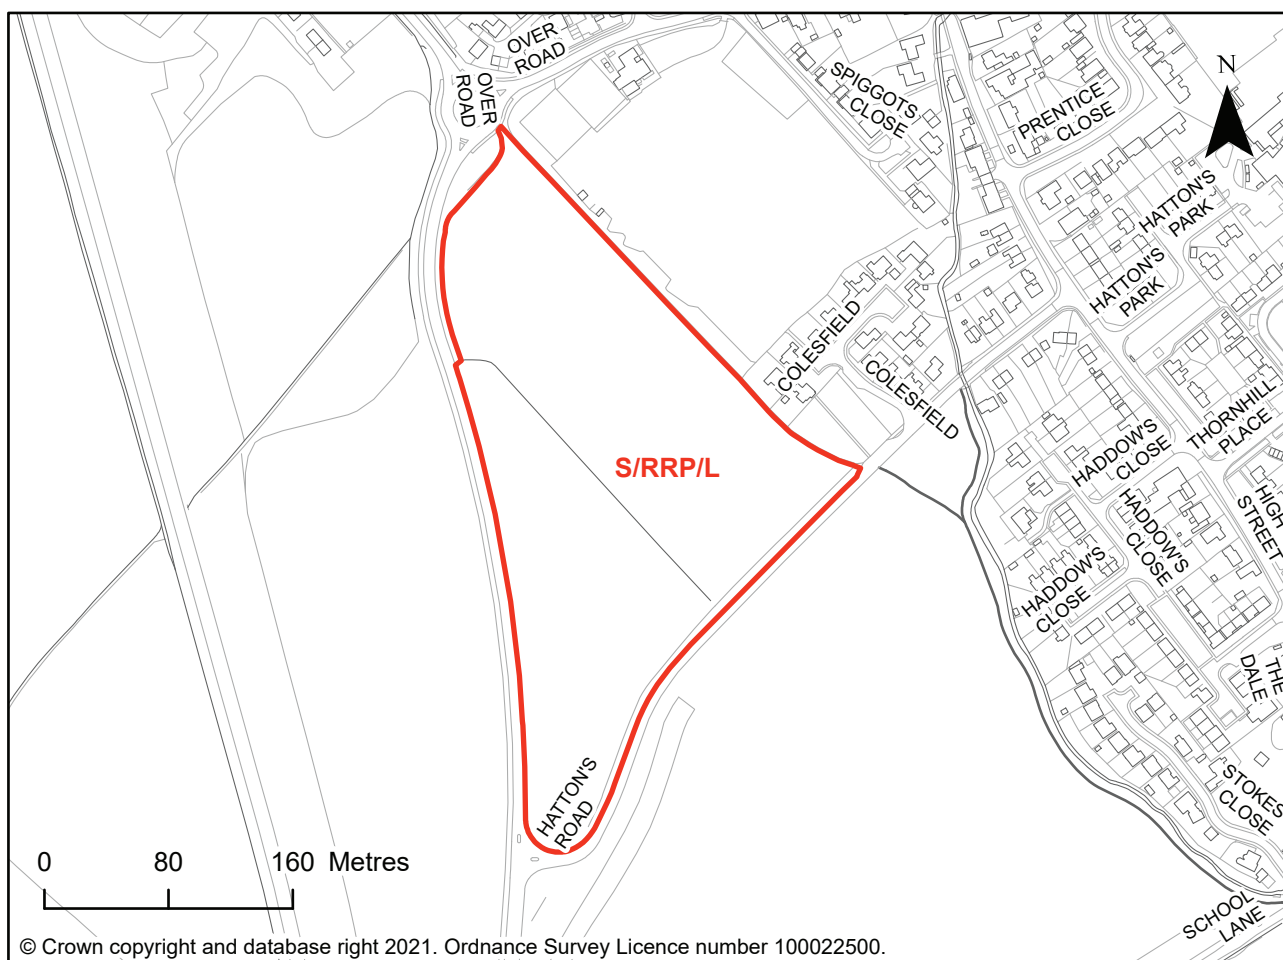 OVER
ROAD
OVER
ROAD
SPIGGOTS
CLOSE
PRENTICE
CLOSE
N
HATTON'S
PARK
HATTON'S
PARK
COLESFIELD
COLESFIELD
THORNHILL
PLACE
HADDOW'S
CLOSE
HIGH
STREET
HADDOW'S
CLOSE
HADDOW'S
CLOSE
S/RRP/L
THE
DALE
STOKES
CLOSE
HATTON'S
ROAD
SCHOOL
LANE
0 80 160 Metres
© Crown copyright and database right 2021. Ordnance Survey Licence number 100022500.